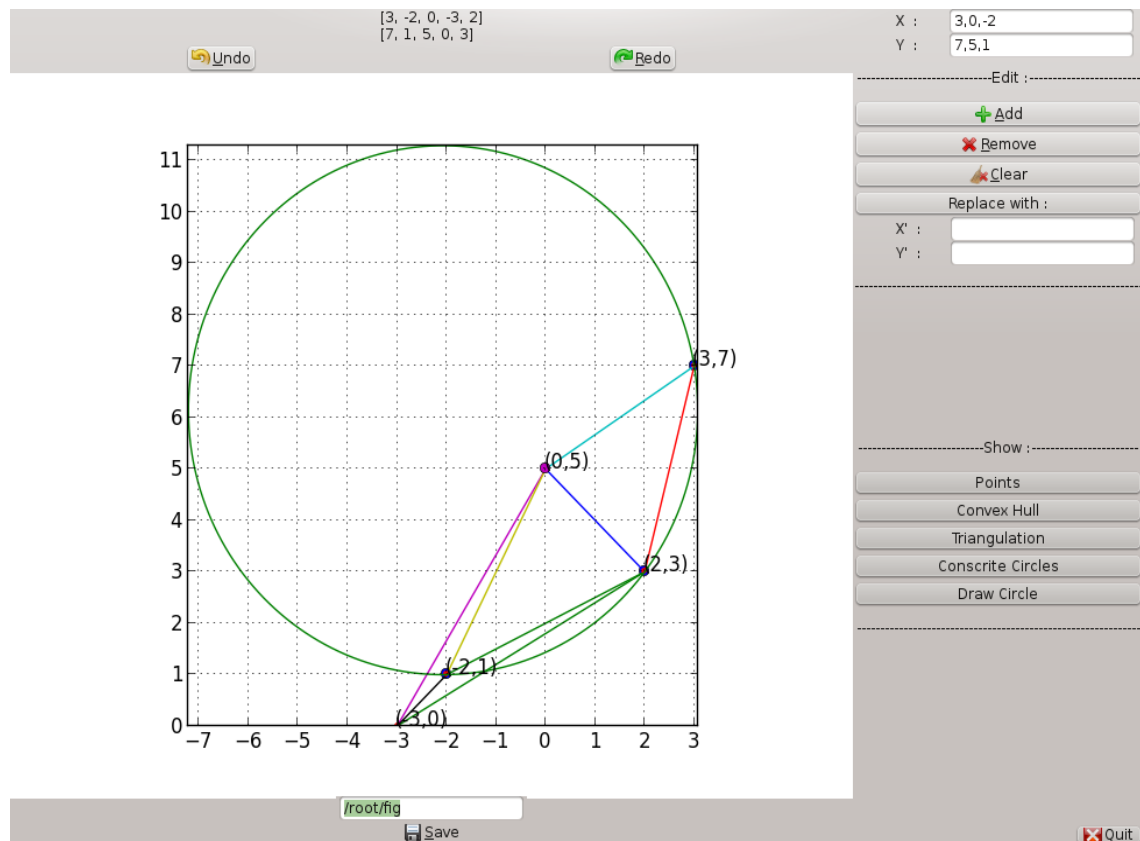 [3, -2, 0, -3, 2]
[7, 1, 5, 0, 3]
Undo
Redo
X :
3,0,-2
Y :
7,5,1
-----------------------Edit :-----------------------
Add
Remove
Clear
Replace with :
X' :
Y' :
-----------------------Show :-----------------------
Points
Convex Hull
Triangulation
Conscrite Circles
Draw Circle
11
10
9
8
7
6
5
4
3
2
1
0
(3,7)
(0,5)
(2,3)
(-2,1)
(-3,0)
−7 −6 −5 −4 −3 −2 −1 0 1 2 3
/root/fig
Save
Quit